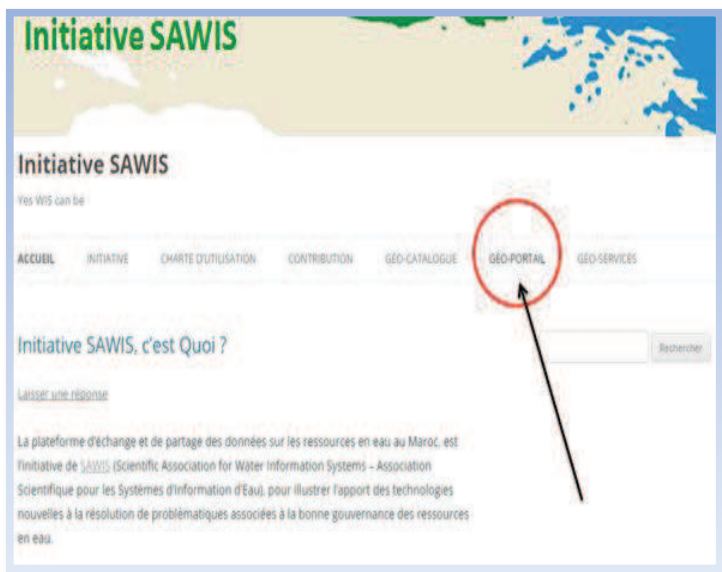 Initiative SAWIS
Initiative SAWIS
Yes WIS can be
ACCUEIL INITIATIVE CHARTE D'UTILISATION CONTRIBUTION GÉO-CATALOGUE GÉO-PORTAIL GÉO-SERVICES
Initiative SAWIS, c'est Quoi ?
Rechercher
Laisser une réponse
La plateforme d'échange et de partage des données sur les ressources en eau au Maroc, est
l'initiative de SAWIS (Scientific Association for Water Information Systems – Association
Scientifique pour les Systèmes d'Information d'Eau), pour illustrer l'apport des technologies
nouvelles à la résolution de problématiques associées à la bonne gouvernance des ressources
en eau.